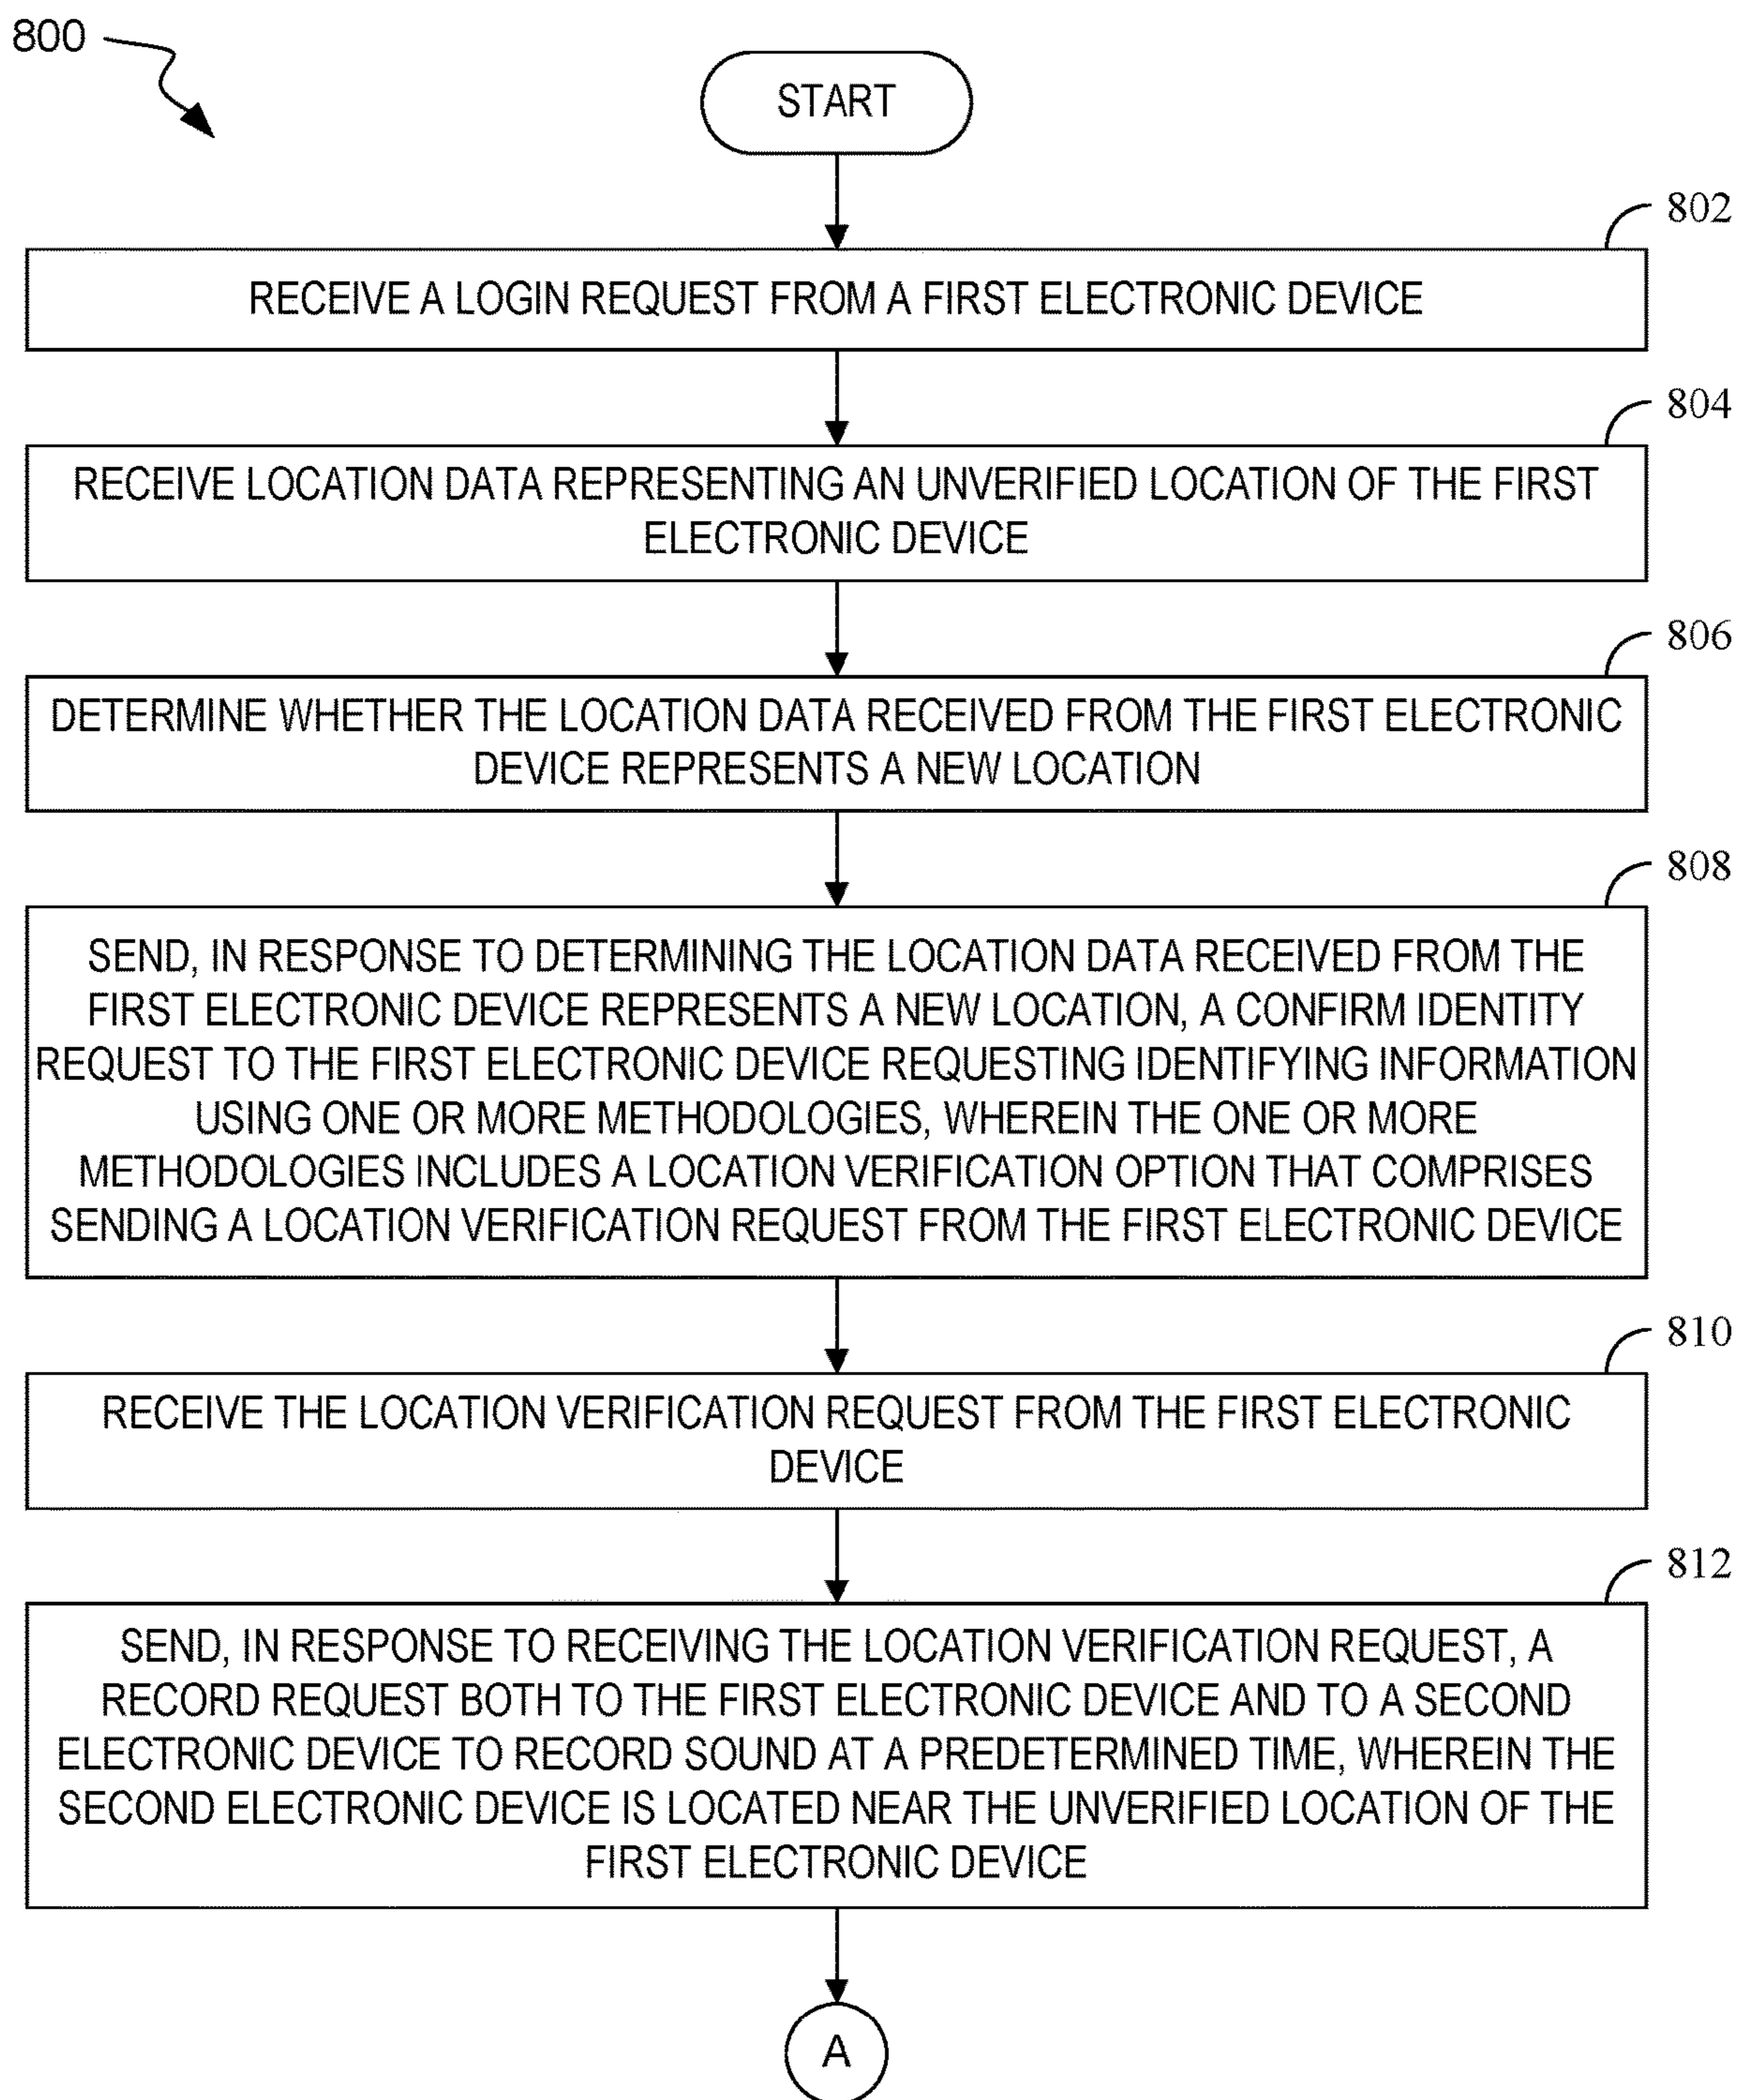 800
START
802
RECEIVE A LOGIN REQUEST FROM A FIRST ELECTRONIC DEVICE
804
RECEIVE LOCATION DATA REPRESENTING AN UNVERIFIED LOCATION OF THE FIRST
ELECTRONIC DEVICE
806
DETERMINE WHETHER THE LOCATION DATA RECEIVED FROM THE FIRST ELECTRONIC
DEVICE REPRESENTS A NEW LOCATION
808
SEND, IN RESPONSE TO DETERMINING THE LOCATION DATA RECEIVED FROM THE
FIRST ELECTRONIC DEVICE REPRESENTS A NEW LOCATION, A CONFIRM IDENTITY
REQUEST TO THE FIRST ELECTRONIC DEVICE REQUESTING IDENTIFYING INFORMATION
USING ONE OR MORE METHODOLOGIES, WHEREIN THE ONE OR MORE
METHODOLOGIES INCLUDES A LOCATION VERIFICATION OPTION THAT COMPRISES
SENDING A LOCATION VERIFICATION REQUEST FROM THE FIRST ELECTRONIC DEVICE
810
RECEIVE THE LOCATION VERIFICATION REQUEST FROM THE FIRST ELECTRONIC
DEVICE
812
SEND, IN RESPONSE TO RECEIVING THE LOCATION VERIFICATION REQUEST, A
RECORD REQUEST BOTH TO THE FIRST ELECTRONIC DEVICE AND TO A SECOND
ELECTRONIC DEVICE TO RECORD SOUND AT A PREDETERMINED TIME, WHEREIN THE
SECOND ELECTRONIC DEVICE IS LOCATED NEAR THE UNVERIFIED LOCATION OF THE
FIRST ELECTRONIC DEVICE
A